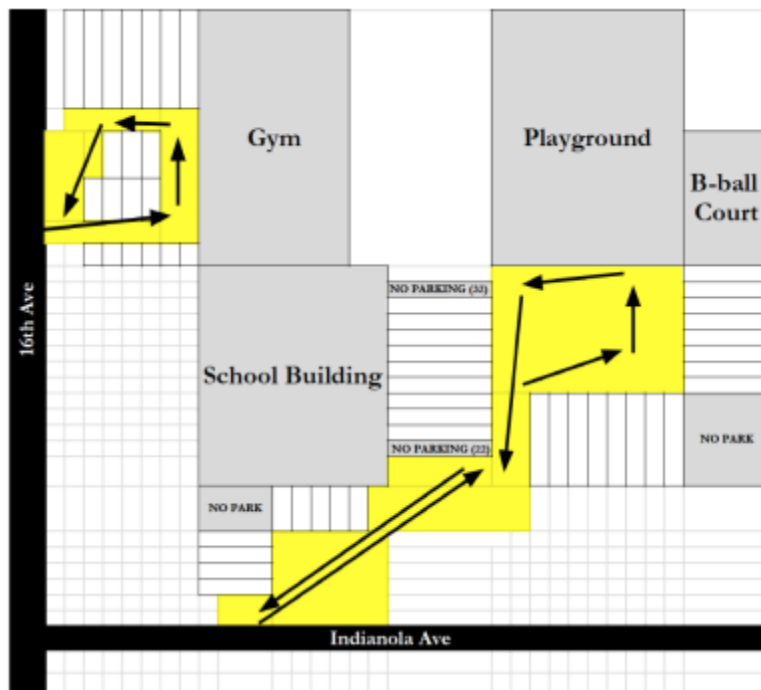 Gym
Playground
B-ball
Court
16th Ave
NO PARKING (32)
School Building
NO PARKING (22)
NO PARK
NO PARK
Indianola Ave